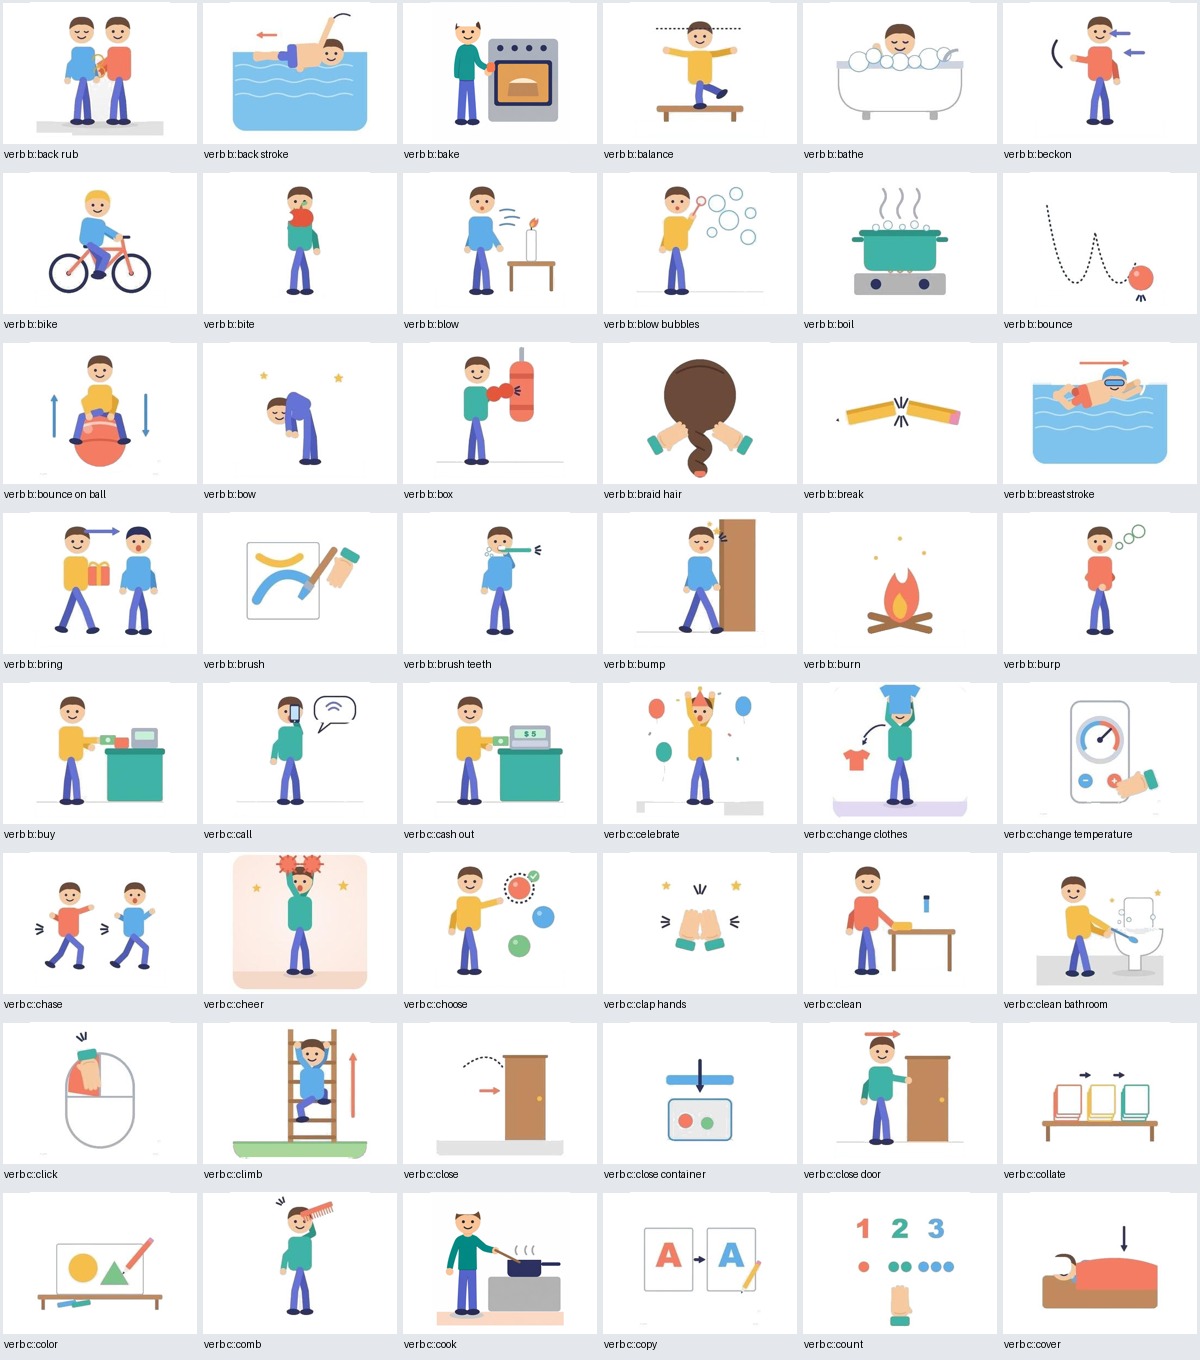 verb b::back rub
verb b::back stroke
verb b::bake
verb b::balance
verb b::bathe
verb b::beckon
verb b::bike
verb b::bite
verb b::blow
verb b::blow bubbles
verb b::boil
verb b::bounce
verb b::bounce on ball
verb b::bow
verb b::box
verb b::braid hair
verb b::break
verb b::breast stroke
verb b::bring
verb b::brush
verb b::brush teeth
verb b::bump
verb b::burn
verb b::burp
$ 5
verb b::buy
verb c::call
verb c::cash out
verb c::celebrate
verb c::change clothes
verb c::change temperature
verb c::chase
verb c::cheer
verb c::choose
verb c::clap hands
verb c::clean
verb c::clean bathroom
verb c::click
verb c::climb
verb c::close
verb c::close container
verb c::close door
verb c::collate
A A
1 2 3
verb c::color
verb c::comb
verb c::cook
verb c::copy
verb c::count
verb c::cover